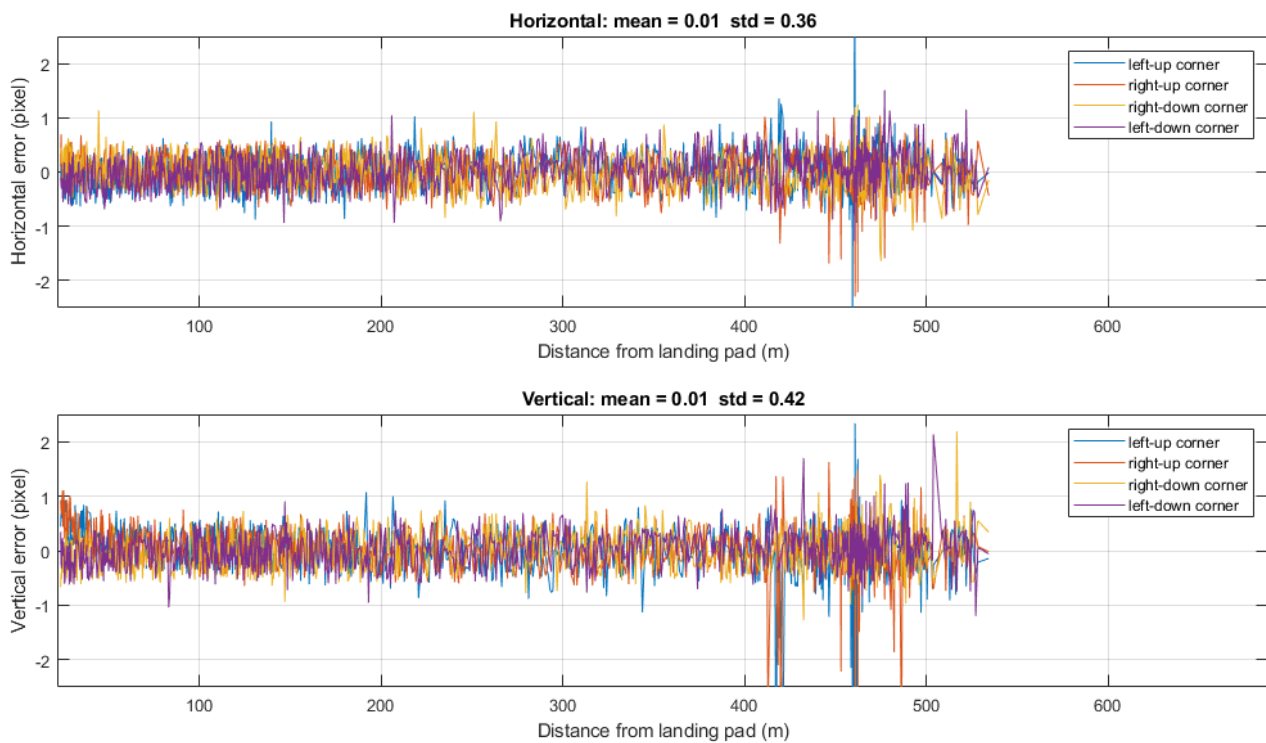 Horizontal: mean = 0.01 std = 0.36
Horizontal error (pixel)
2
1
0
-1
-2
left-up corner
right-up corner
right-down corner
left-down corner
100
200
300
400
500
600
Distance from landing pad (m)
Vertical: mean = 0.01 std = 0.42
Vertical error (pixel)
2
1
0
-1
-2
left-up corner
right-up corner
right-down corner
left-down corner
100
200
300
400
500
600
Distance from landing pad (m)